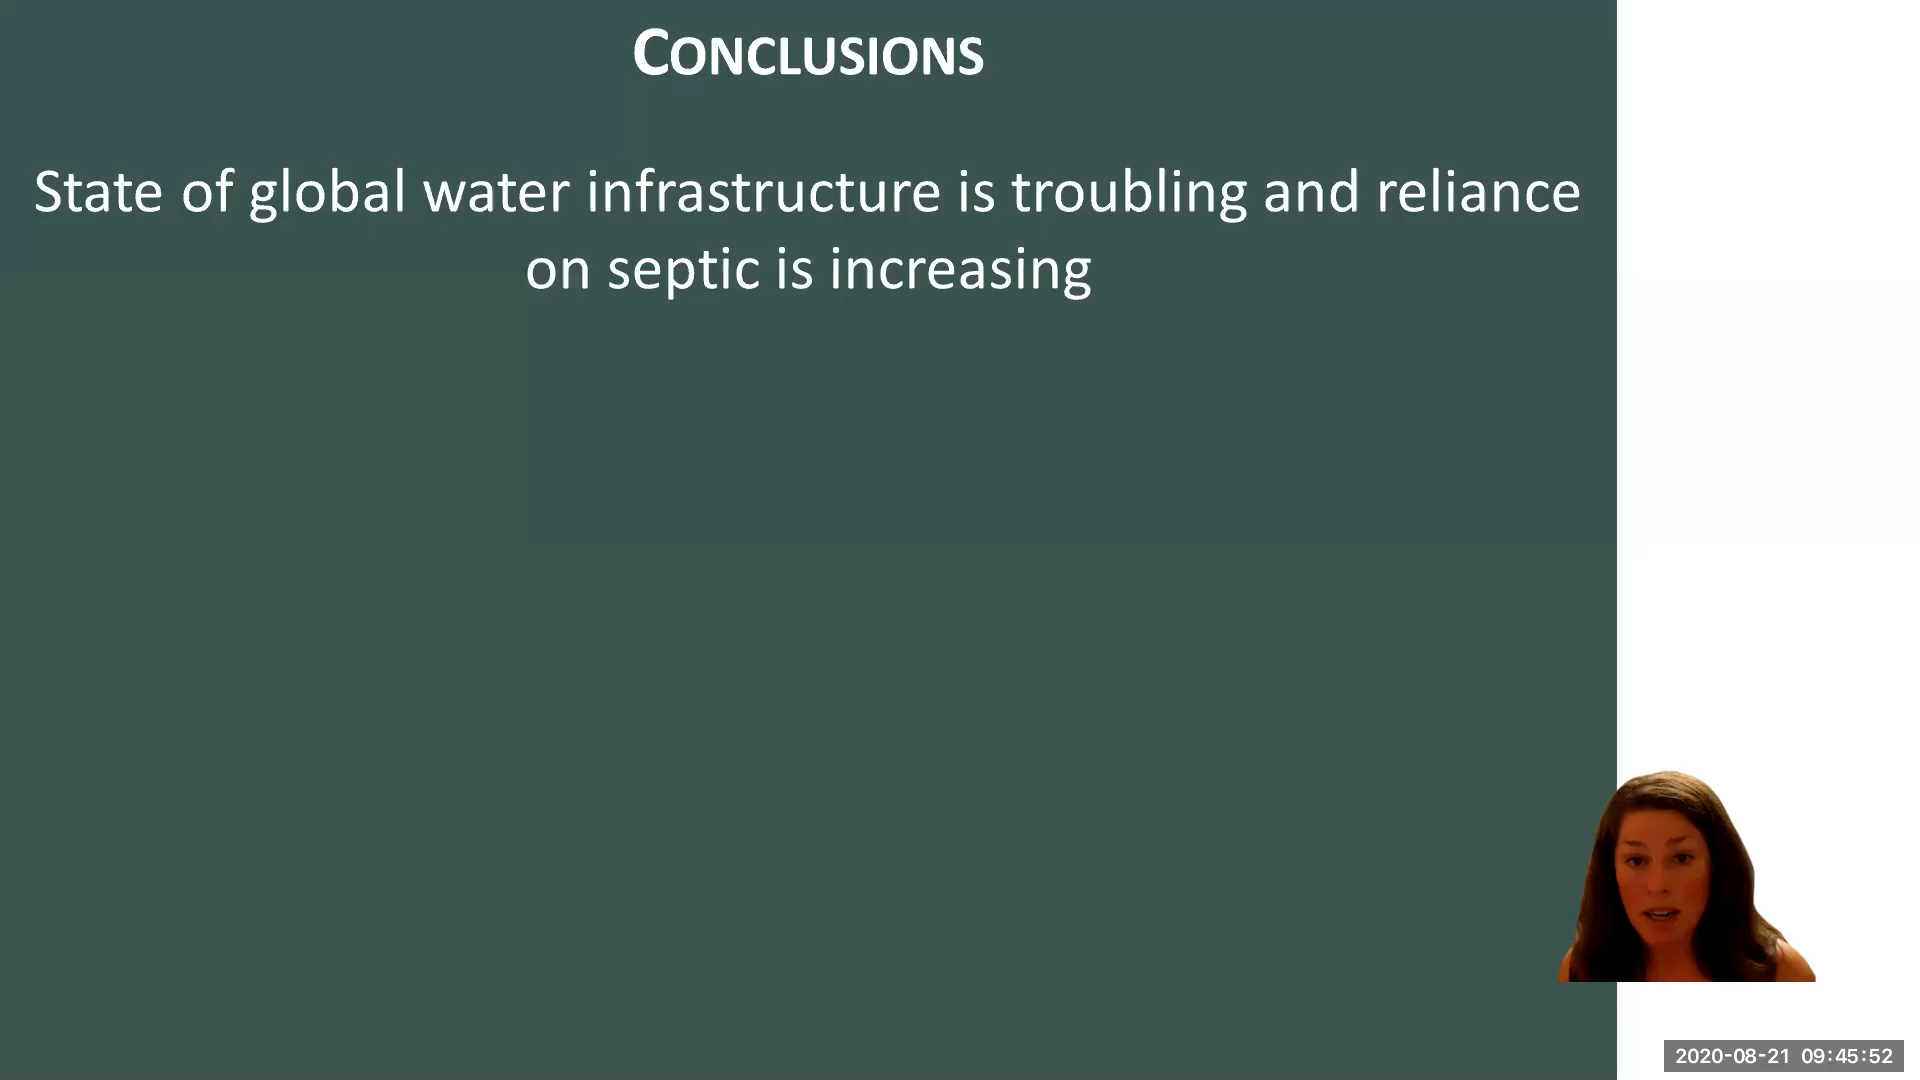 CONCLUSIONS
State of global water infrastructure is troubling and reliance
on septic is increasing
2020-08-21 09:45:52